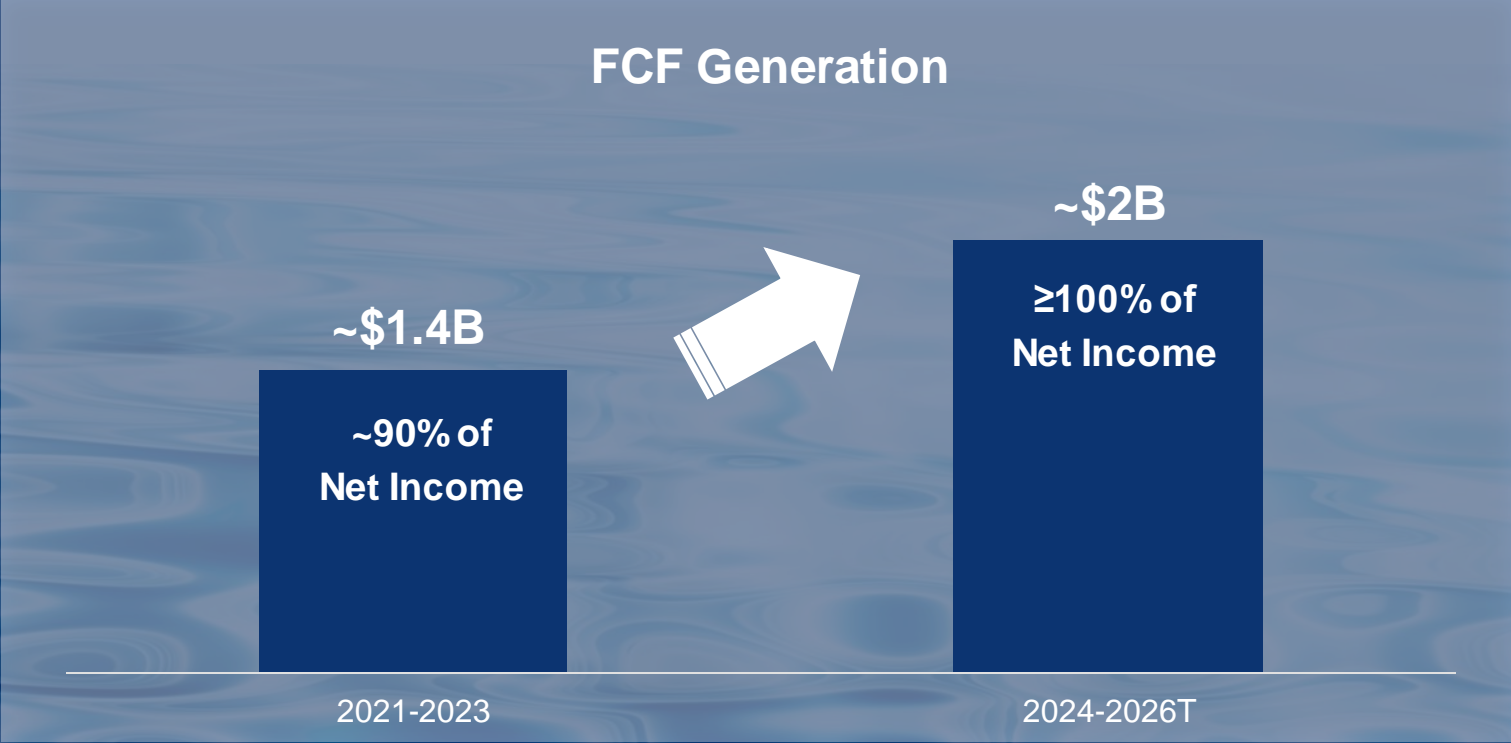 FCF Generation
~$1.4B
~90% of
Net Income
2021-2023
~$2B
≥100% of
Net Income
2024-2026T